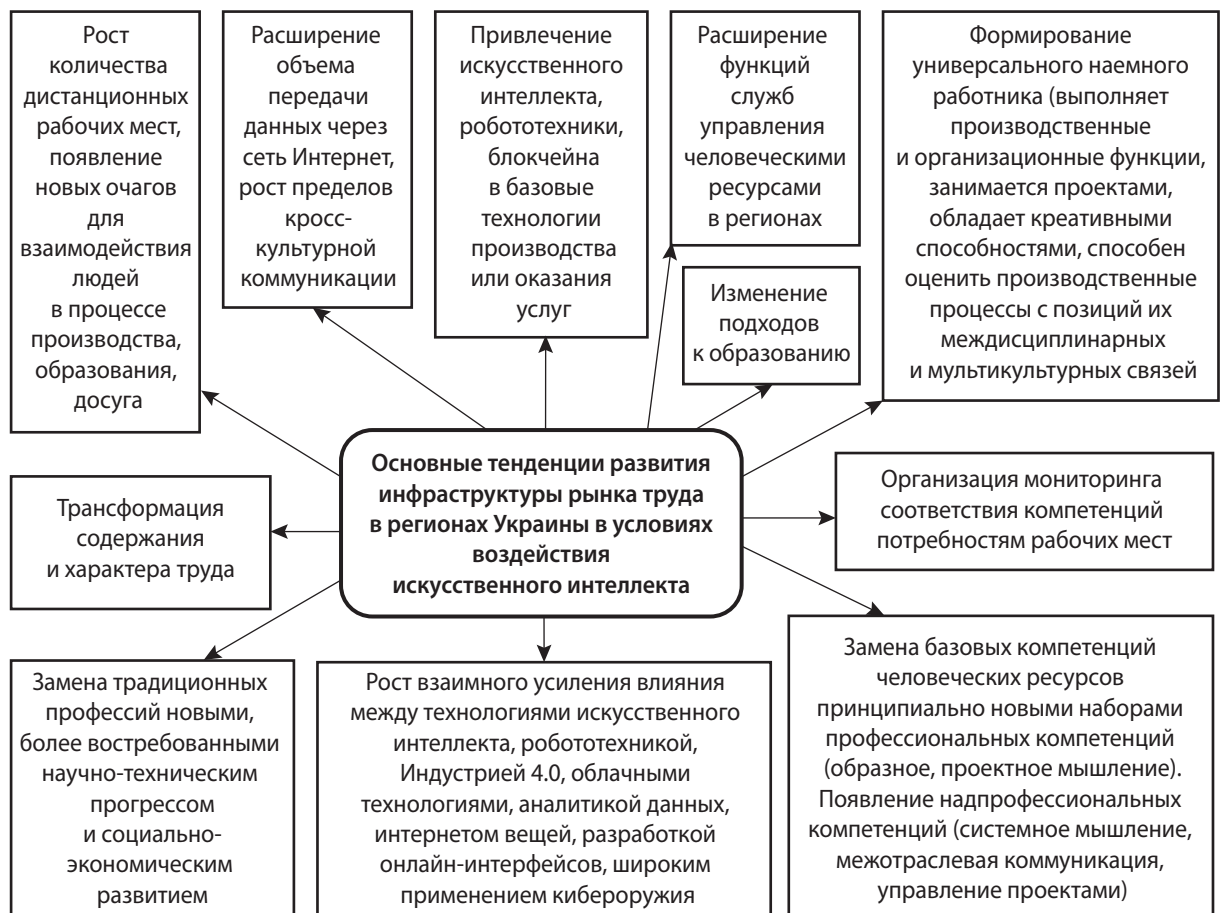 Рост
количества
дистанционных
рабочих мест,
появление
новых очагов
для
взаимодействия
людей
в процессе
производства,
образования,
досуга
Расширение
объема
передачи
данных через
сеть Интернет,
рост пределов
кросс-
культурной
коммуникации
Привлечение
искусственного
интеллекта,
робототехники,
блокчейна
в базовые
технологии
производства
или оказания
услуг
Расширение
функций
служб
управления
человеческими
ресурсами
в регионах
Изменение
подходов
к образованию
Формирование
универсального наемного
работника (выполняет
производственные
и организационные функции,
занимается проектами,
обладает креативными
способностями, способен
оценить производственные
процессы с позиций их
междисциплинарных
и мультикультурных связей
Основные тенденции развития
инфраструктуры рынка труда
в регионах Украины в условиях
воздействия
искусственного интеллекта
Трансформация
содержания
и характера труда
Организация мониторинга
соответствия компетенций
потребностям рабочих мест
Замена традиционных
профессий новыми,
более востребованными
научно-техническим
прогрессом
и социально-
экономическим
развитием
Рост взаимного усиления влияния
между технологиями искусственного
интеллекта, робототехникой,
Индустрией 4.0, облачными
технологиями, аналитикой данных,
интернетом вещей, разработкой
онлайн-интерфейсов, широким
применением кибероружия
Замена базовых компетенций
человеческих ресурсов
принципиально новыми наборами
профессиональных компетенций
(образное, проектное мышление).
Появление надпрофессиональных
компетенций (системное мышление,
межотраслевая коммуникация,
управление проектами)